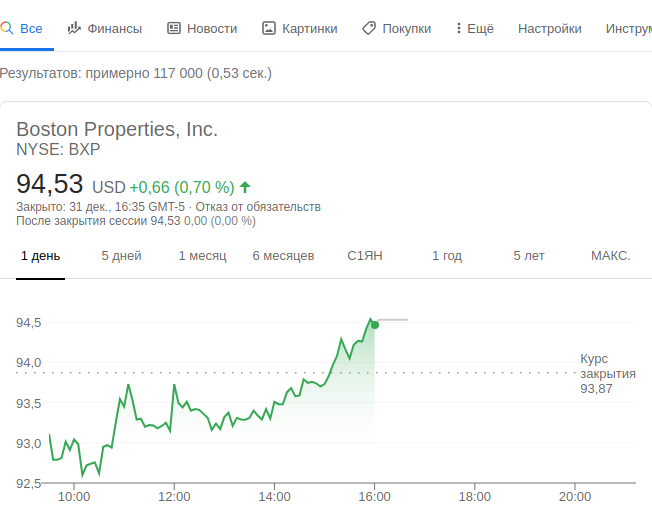 Все Финансы Новости Картинки Покупки Ещё Настройки Инструм
Результатов: примерно 117 000 (0,53 сек.)
Boston Properties, Inc.
NYSE: BXP
94,53 USD +0,66 (0,70 %)
Закрыто: 31 дек., 16:35 GMT-5 · Отказ от обязательств
После закрытия сессии 94,53 0,00 (0,00 %)
1 день 5 дней 1 месяц 6 месяцев С1ЯН 1 год 5 лет МАКС.
94,5
94,0
93,5
93,0
92,5
Курс
закрытия
93,87
10:00 12:00 14:00 16:00 18:00 20:00